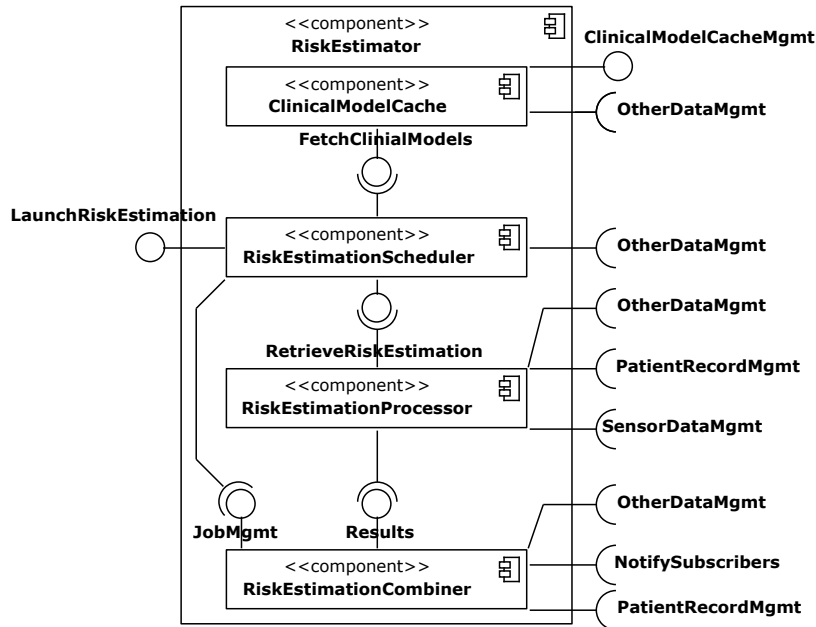 <<component>>
RiskEstimator
ClinicalModelCacheMgmt
<<component>>
ClinicalModelCache
OtherDataMgmt
FetchClinialModels
LaunchRiskEstimation
<<component>>
RiskEstimationScheduler
OtherDataMgmt
OtherDataMgmt
RetrieveRiskEstimation
PatientRecordMgmt
<<component>>
RiskEstimationProcessor
SensorDataMgmt
OtherDataMgmt
JobMgmt
Results
NotifySubscribers
<<component>>
RiskEstimationCombiner
PatientRecordMgmt